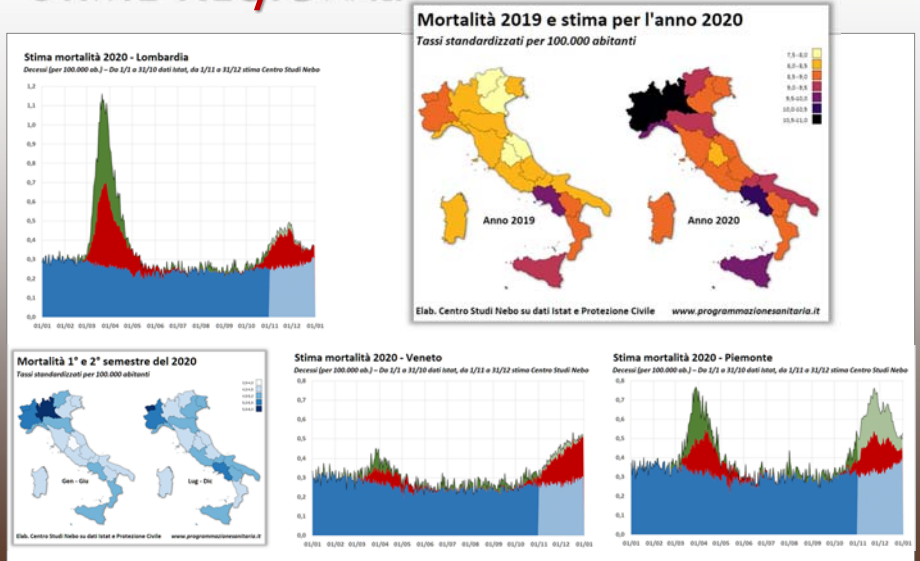 Mortalità 2019 e stima per l'anno 2020
Tassi standardizzati per 100.000 abitanti
7,5-8,0
8,0-8,5
8,5-9,0
9,0-9,5
9,5-10,0
10,0-10,5
10,5-11,0
Anno 2019
Anno 2020
Elab. Centro Studi Nebo su dati Istat e Protezione Civile
www.programmazionesanitaria.it
Stima mortalità 2020 - Lombardia
Decessi (per 100.000 ab.) – Da 1/1 a 31/10 dati Istat, da 1/11 a 31/12 stima Centro Studi Nebo
1,2
1,1
1,0
0,9
0,8
0,7
0,6
0,5
0,4
0,3
0,2
0,1
0,0
01/01 01/02 01/03 01/04 01/05 01/06 01/07 01/08 01/09 01/10 01/11 01/12 01/01
Mortalità 1° e 2° semestre del 2020
Tassi standardizzati per 100.000 abitanti
Gen - Giu
Lug - Dic
Elab. Centro Studi Nebo su dati Istat e Protezione Civile
www.programmazionesanitaria.it
Stima mortalità 2020 - Veneto
Decessi (per 100.000 ab.) – Da 1/1 a 31/10 dati Istat, da 1/11 a 31/12 stima Centro Studi Nebo
0,8
0,7
0,6
0,5
0,4
0,3
0,2
0,1
0,0
01/01 01/02 01/03 01/04 01/05 01/06 01/07 01/08 01/09 01/10 01/11 01/12 01/01
Stima mortalità 2020 - Piemonte
Decessi (per 100.000 ab.) – Da 1/1 a 31/10 dati Istat, da 1/11 a 31/12 stima Centro Studi Nebo
0,8
0,7
0,6
0,5
0,4
0,3
0,2
0,1
0,0
01/01 01/02 01/03 01/04 01/05 01/06 01/07 01/08 01/09 01/10 01/11 01/12 01/01